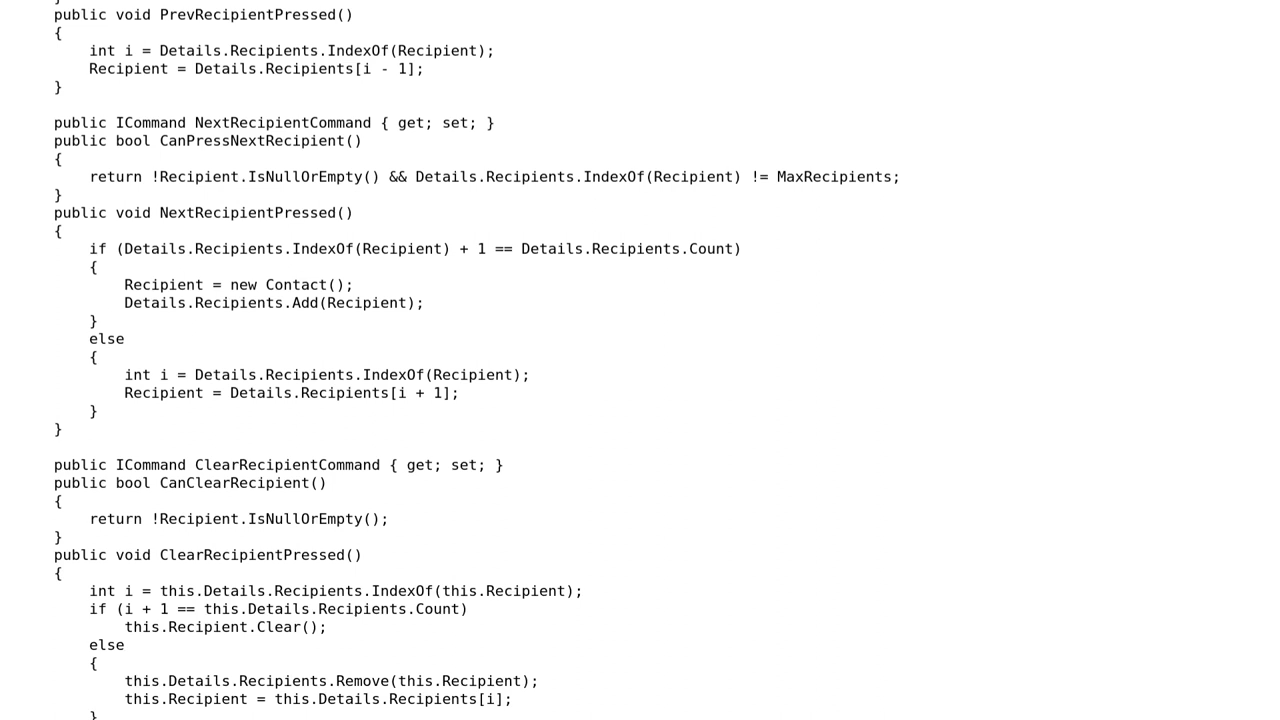 }
public void PrevRecipientPressed()
{
    int i = Details.Recipients.IndexOf(Recipient);
    Recipient = Details.Recipients[i - 1];
}

public ICommand NextRecipientCommand { get; set; }
public bool CanPressNextRecipient()
{
    return !Recipient.IsNullOrEmpty() && Details.Recipients.IndexOf(Recipient) != MaxRecipients;
}
public void NextRecipientPressed()
{
    if (Details.Recipients.IndexOf(Recipient) + 1 == Details.Recipients.Count)
    {
        Recipient = new Contact();
        Details.Recipients.Add(Recipient);
    }
    else
    {
        int i = Details.Recipients.IndexOf(Recipient);
        Recipient = Details.Recipients[i + 1];
    }
}

public ICommand ClearRecipientCommand { get; set; }
public bool CanClearRecipient()
{
    return !Recipient.IsNullOrEmpty();
}
public void ClearRecipientPressed()
{
    int i = this.Details.Recipients.IndexOf(this.Recipient);
    if (i + 1 == this.Details.Recipients.Count)
        this.Recipient.Clear();
    else
    {
        this.Details.Recipients.Remove(this.Recipient);
        this.Recipient = this.Details.Recipients[i];
    }